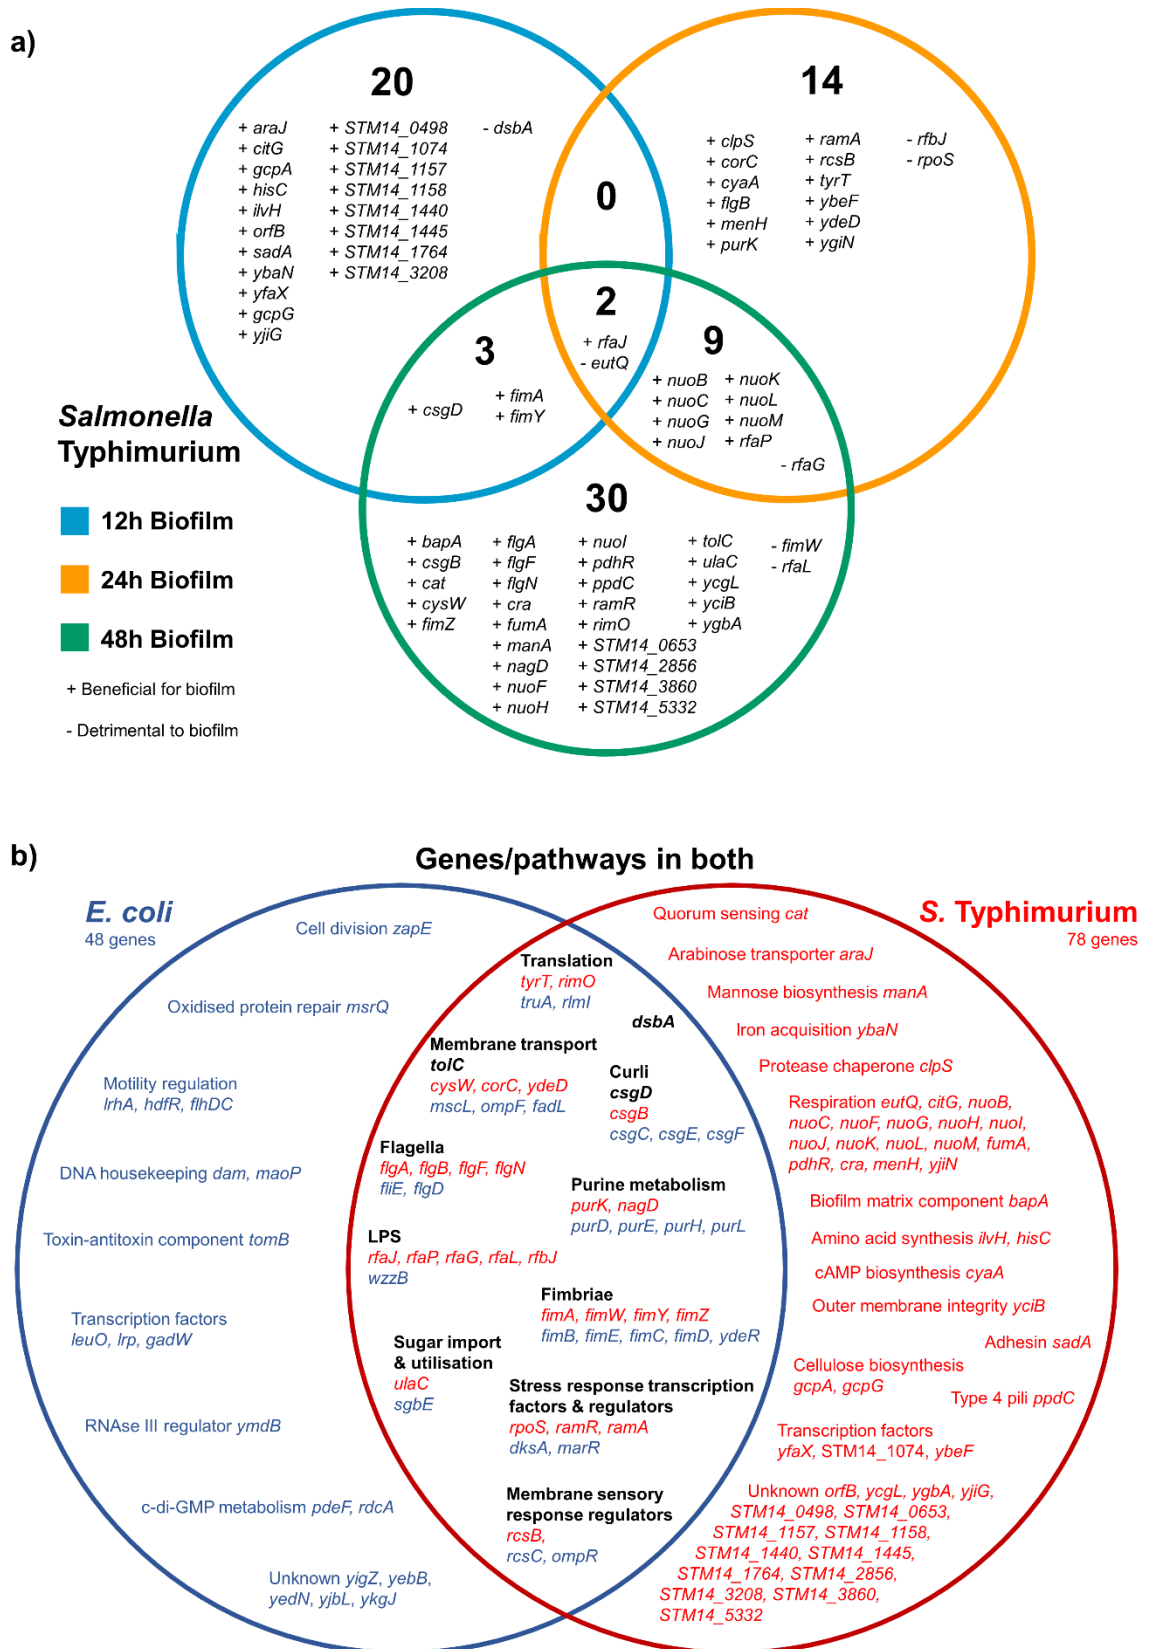 a)
20
+ araJ
+ citG
+ gcpA
+ hisC
+ ilvH
+ orfB
+ sadA
+ ybaN
+ yfaX
+ gcpG
+ yjiG
+ STM14_0498
+ STM14_1074
+ STM14_1157
+ STM14_1158
+ STM14_1440
+ STM14_1445
+ STM14_1764
+ STM14_3208
- dsbA
14
+ clpS
+ corC
+ cyaA
+ flgB
+ menH
+ purK
+ ramA
+ rcsB
+ tyrT
+ ybeF
+ ydeD
+ ygiN
- rfbJ
- rpoS
0
2
+ rfaJ
- eutQ
3
+ csgD
+ fimA
+ fimY
9
+ nuoB
+ nuoC
+ nuoG
+ nuoJ
+ nuoK
+ nuoL
+ nuoM
+ rfaP
- rfaG
30
+ bapA
+ csgB
+ cat
+ cysW
+ fimZ
+ flgA
+ flgF
+ flgN
+ cra
+ fumA
+ manA
+ nagD
+ nuoF
+ nuoH
+ nuoI
+ pdhR
+ ppdC
+ ramR
+ rimO
+ STM14_0653
+ STM14_2856
+ STM14_3860
+ STM14_5332
+ tolC
+ ulaC
+ ycgL
+ yciB
+ ygbA
- fimW
- rfaL
Salmonella
Typhimurium
12h Biofilm
24h Biofilm
48h Biofilm
+ Beneficial for biofilm
- Detrimental to biofilm
b)
Genes/pathways in both
E. coli
48 genes
Cell division zapE
Oxidised protein repair msrQ
Motility regulation
lrhA, hdfR, flhDC
DNA housekeeping dam, maoP
Toxin-antitoxin component tomB
Transcription factors
leuO, lrp, gadW
RNAse III regulator ymdB
c-di-GMP metabolism pdeF, rdcA
Unknown yigZ, yebB,
yedN, yjbL, ykgJ
Translation
tyrT, rimO
truA, rlmI
dsbA
Membrane transport
tolC
cysW, corC, ydeD
mscL, ompF, fadL
Curli
csgD
csgB
csgC, csgE, csgF
Flagella
flgA, flgB, flgF, flgN
fliE, flgD
Purine metabolism
purK, nagD
purD, purE, purH, purL
LPS
rfaJ, rfaP, rfaG, rfaL, rfbJ
wzzB
Fimbriae
fimA, fimW, fimY, fimZ
fimB, fimE, fimC, fimD, ydeR
Sugar import
& utilisation
ulaC
sgbE
Stress response transcription
factors & regulators
rpoS, ramR, ramA
dksA, marR
Membrane sensory
response regulators
rcsB,
rcsC, ompR
S. Typhimurium
78 genes
Quorum sensing cat
Arabinose transporter araJ
Mannose biosynthesis manA
Iron acquisition ybaN
Protease chaperone clpS
Respiration eutQ, citG, nuoB,
nuoC, nuoF, nuoG, nuoH, nuoI,
nuoJ, nuoK, nuoL, nuoM, fumA,
pdhR, cra, menH, yjiN
Biofilm matrix component bapA
Amino acid synthesis ilvH, hisC
cAMP biosynthesis cyaA
Outer membrane integrity yciB
Adhesin sadA
Cellulose biosynthesis
gcpA, gcpG
Type 4 pili ppdC
Transcription factors
yfaX, STM14_1074, ybeF
Unknown orfB, ycgL, ygbA, yjiG,
STM14_0498, STM14_0653,
STM14_1157, STM14_1158,
STM14_1440, STM14_1445,
STM14_1764, STM14_2856,
STM14_3208, STM14_3860,
STM14_5332